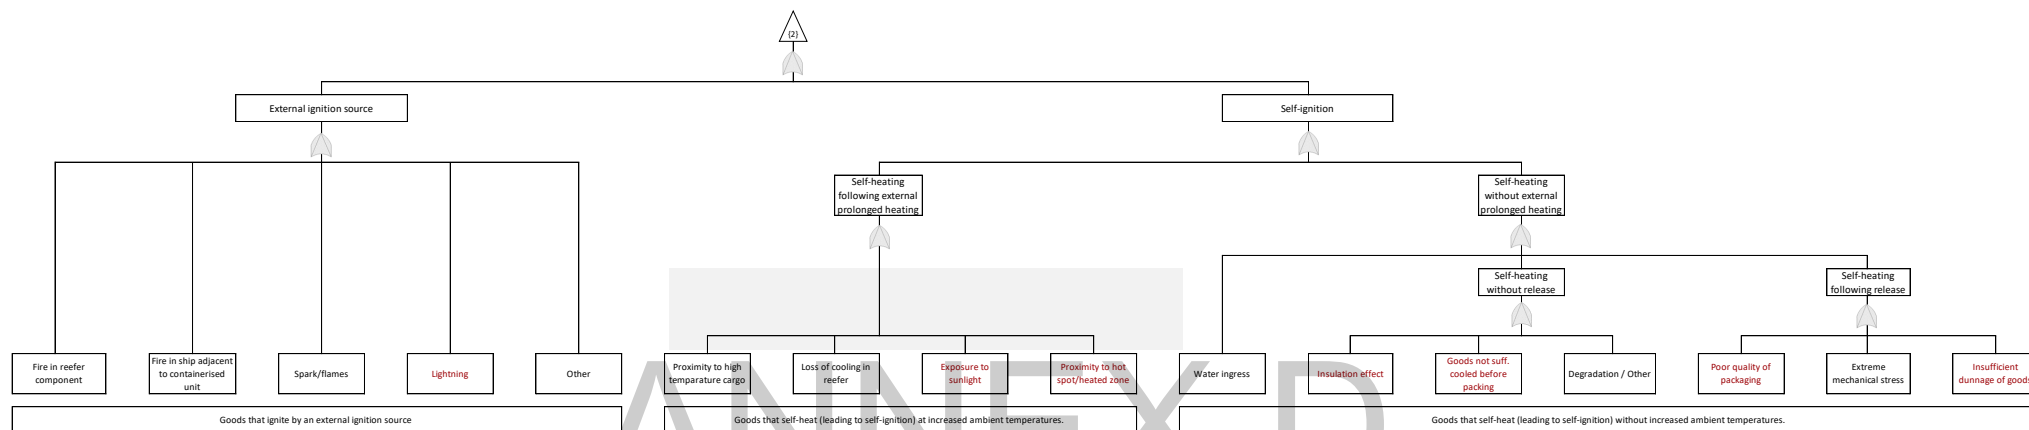 {2}
External ignition source
Self-ignition
Self-heating
following external
prolonged heating
Self-heating
without external
prolonged heating
Self-heating
without release
Self-heating
following release
Fire in reefer
component
Fire in ship adjacent
to containerised
unit
Spark/flames
Lightning
Other
Proximity to high
temparature cargo
Loss of cooling in
reefer
Exposure to
sunlight
Proximity to hot
spot/heated zone
Water ingress
Insulation effect
Goods not suff.
cooled before
packing
Degradation / Other
Poor quality of
packaging
Extreme
mechanical stress
Insufficient
dunnage of goods
Goods that ignite by an external ignition source
Goods that self-heat (leading to self-ignition) at increased ambient temperatures.
Goods that self-heat (leading to self-ignition) without increased ambient temperatures.
ANNEX D